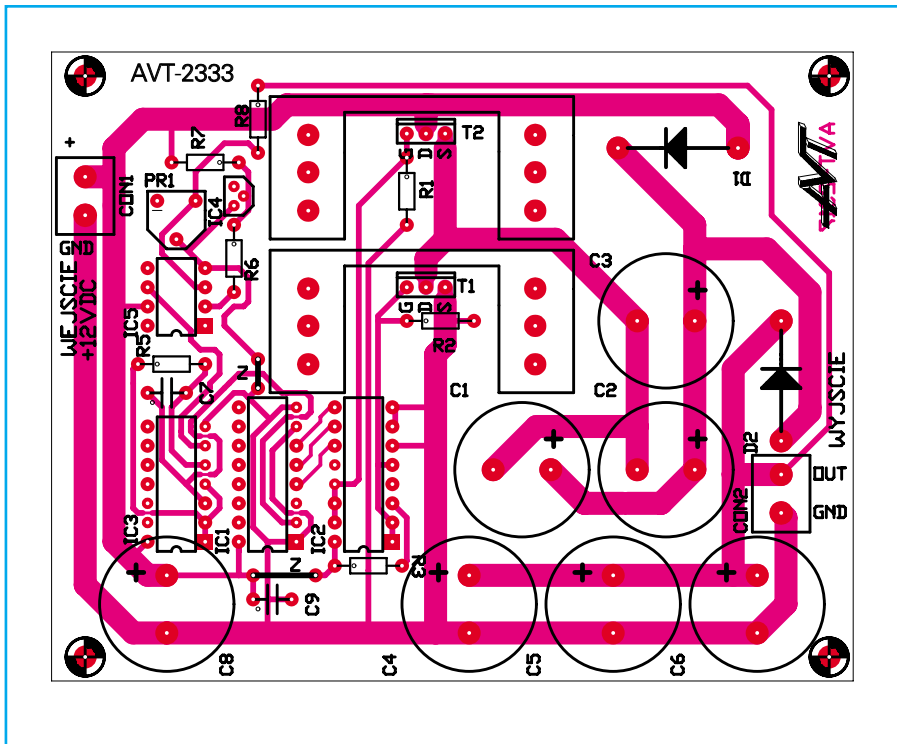 AVT-2333
R8
R7
T2
G D S
+
CON1
PR1
IC4
R1
D1
AVT
GND
WEJSCIE
+12VDC
R6
C3
+
T1
G D S
IC5
R2
R5
N
C7
C1
C2
WYJSCIE
D2
+
+
OUT
CON2
GND
IC3
IC1
IC2
N
R3
+
+
+
+
C9
C8
C4
C5
C6